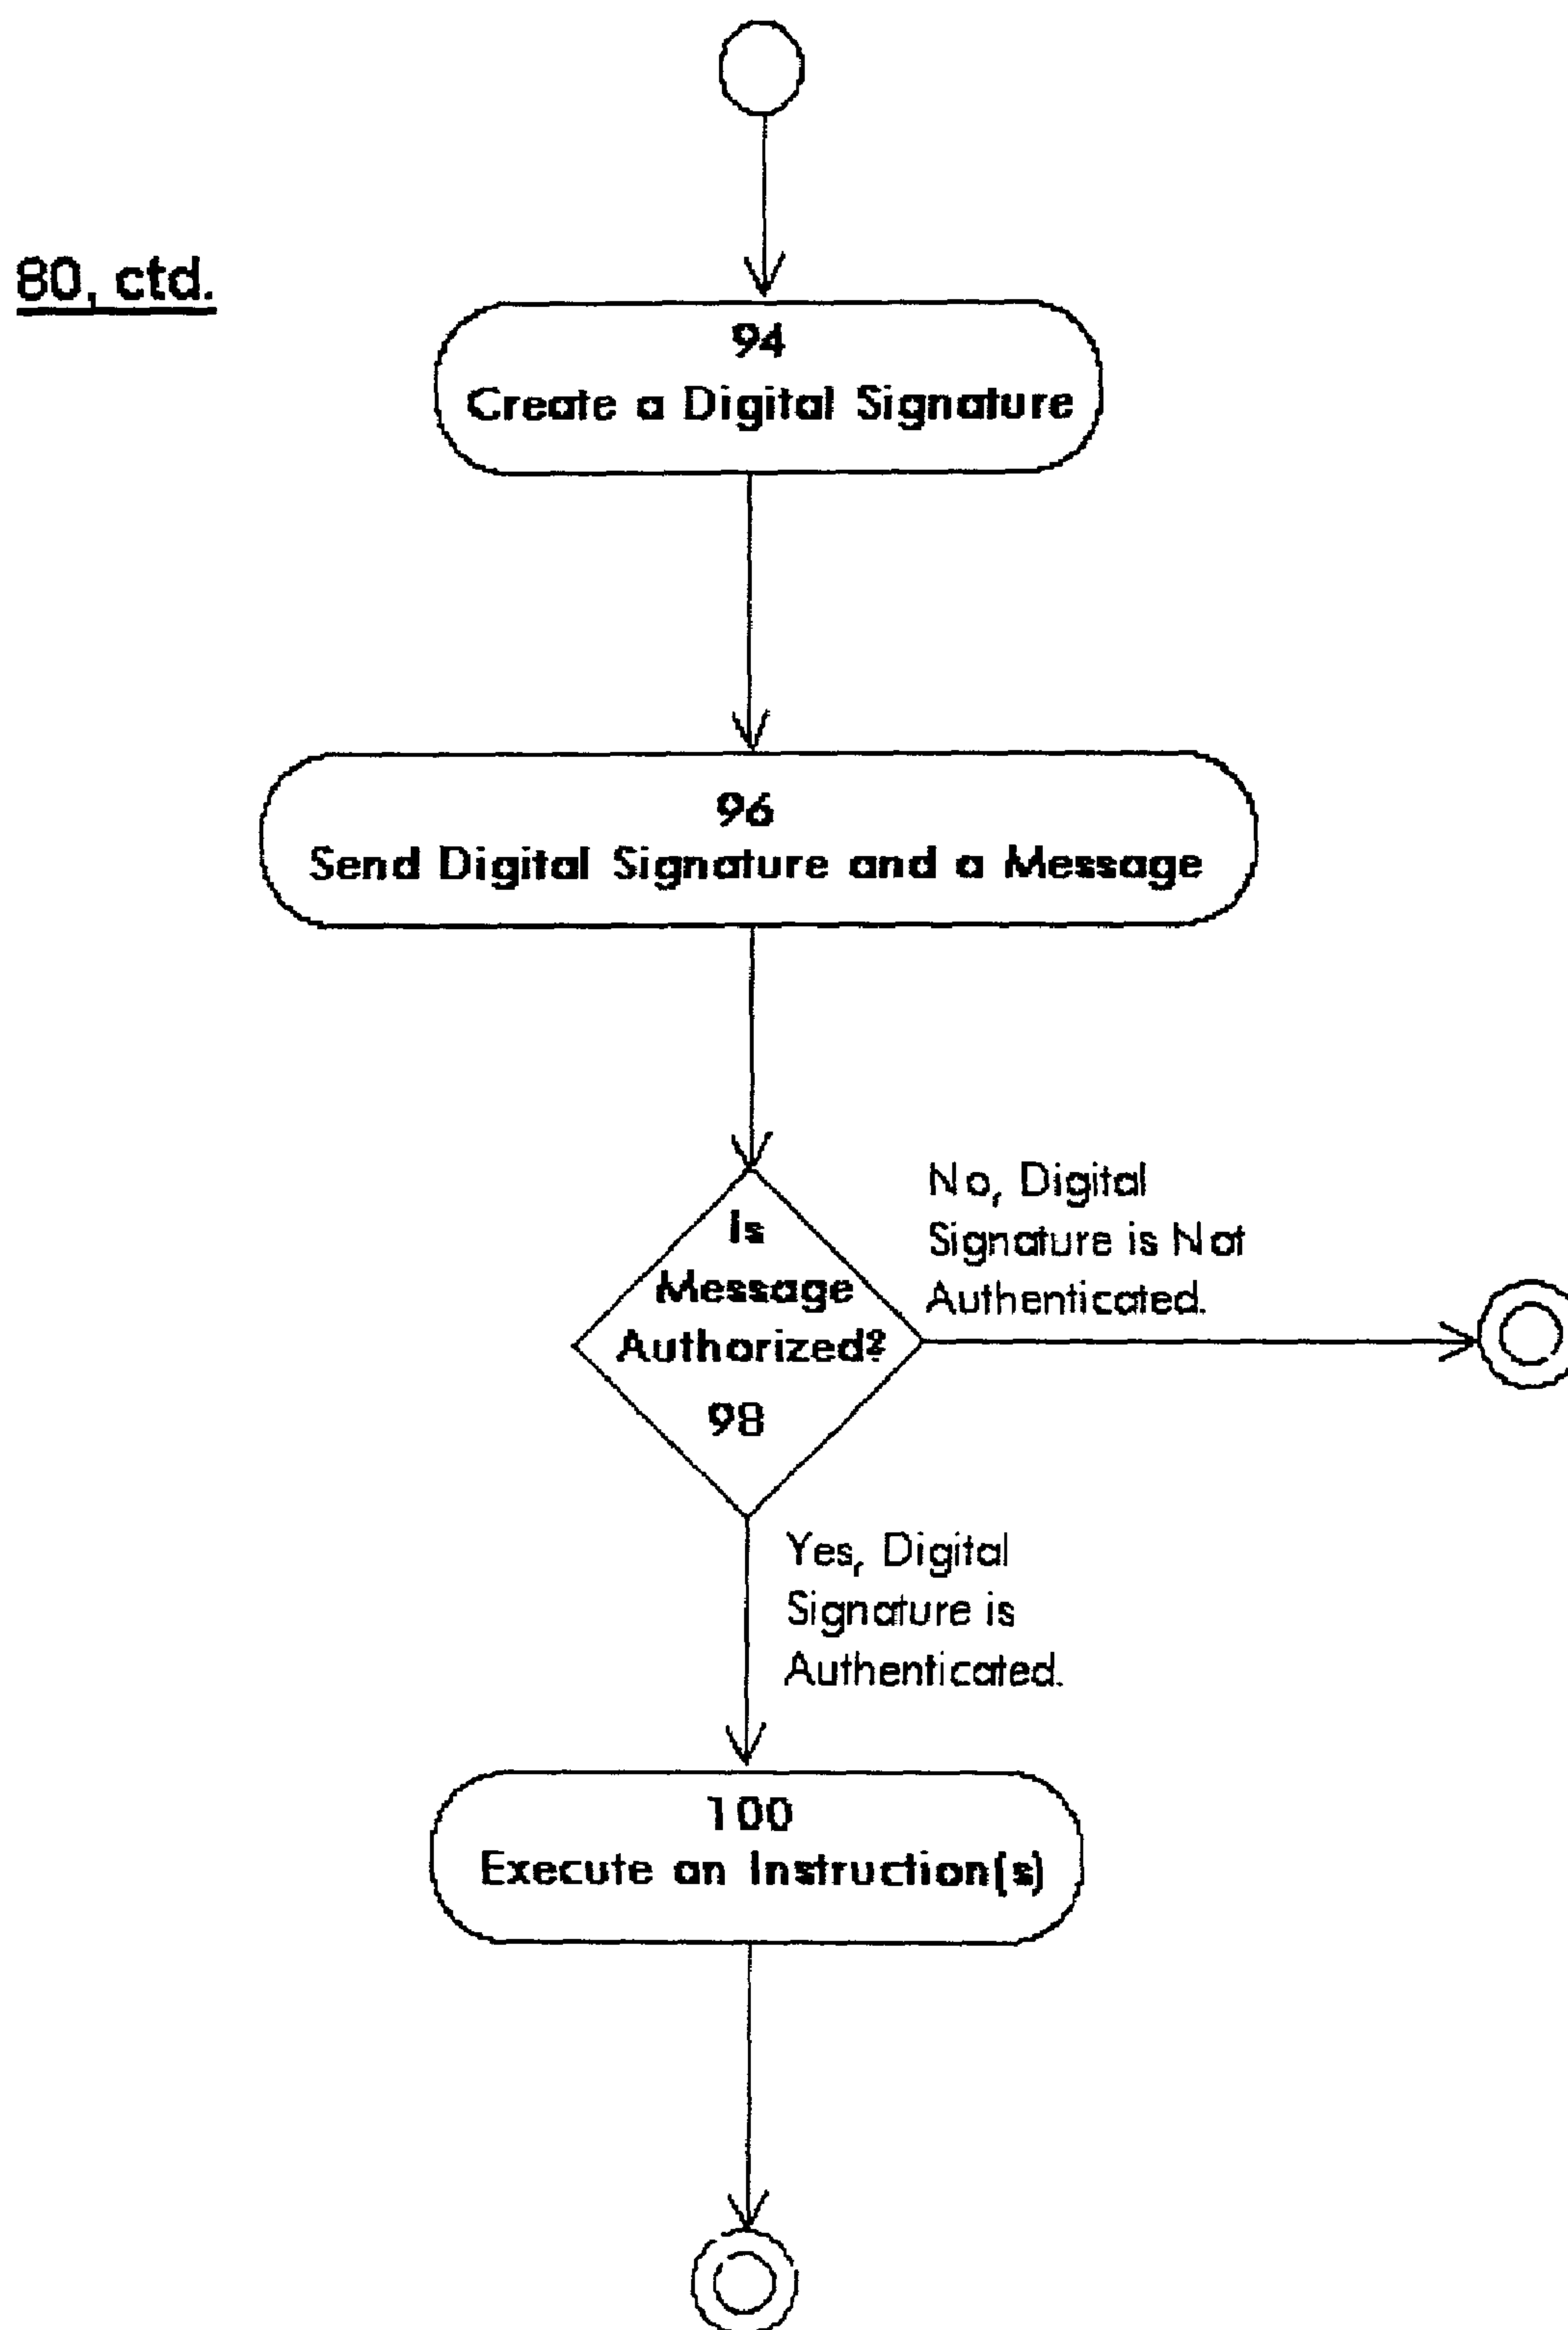 80, ctd.
94
Create a Digital Signature
96
Send Digital Signature and a Message
Is
Message
Authorized?
98
No, Digital
Signature is Not
Authenticated.
Yes, Digital
Signature is
Authenticated.
100
Execute an Instruction(s)